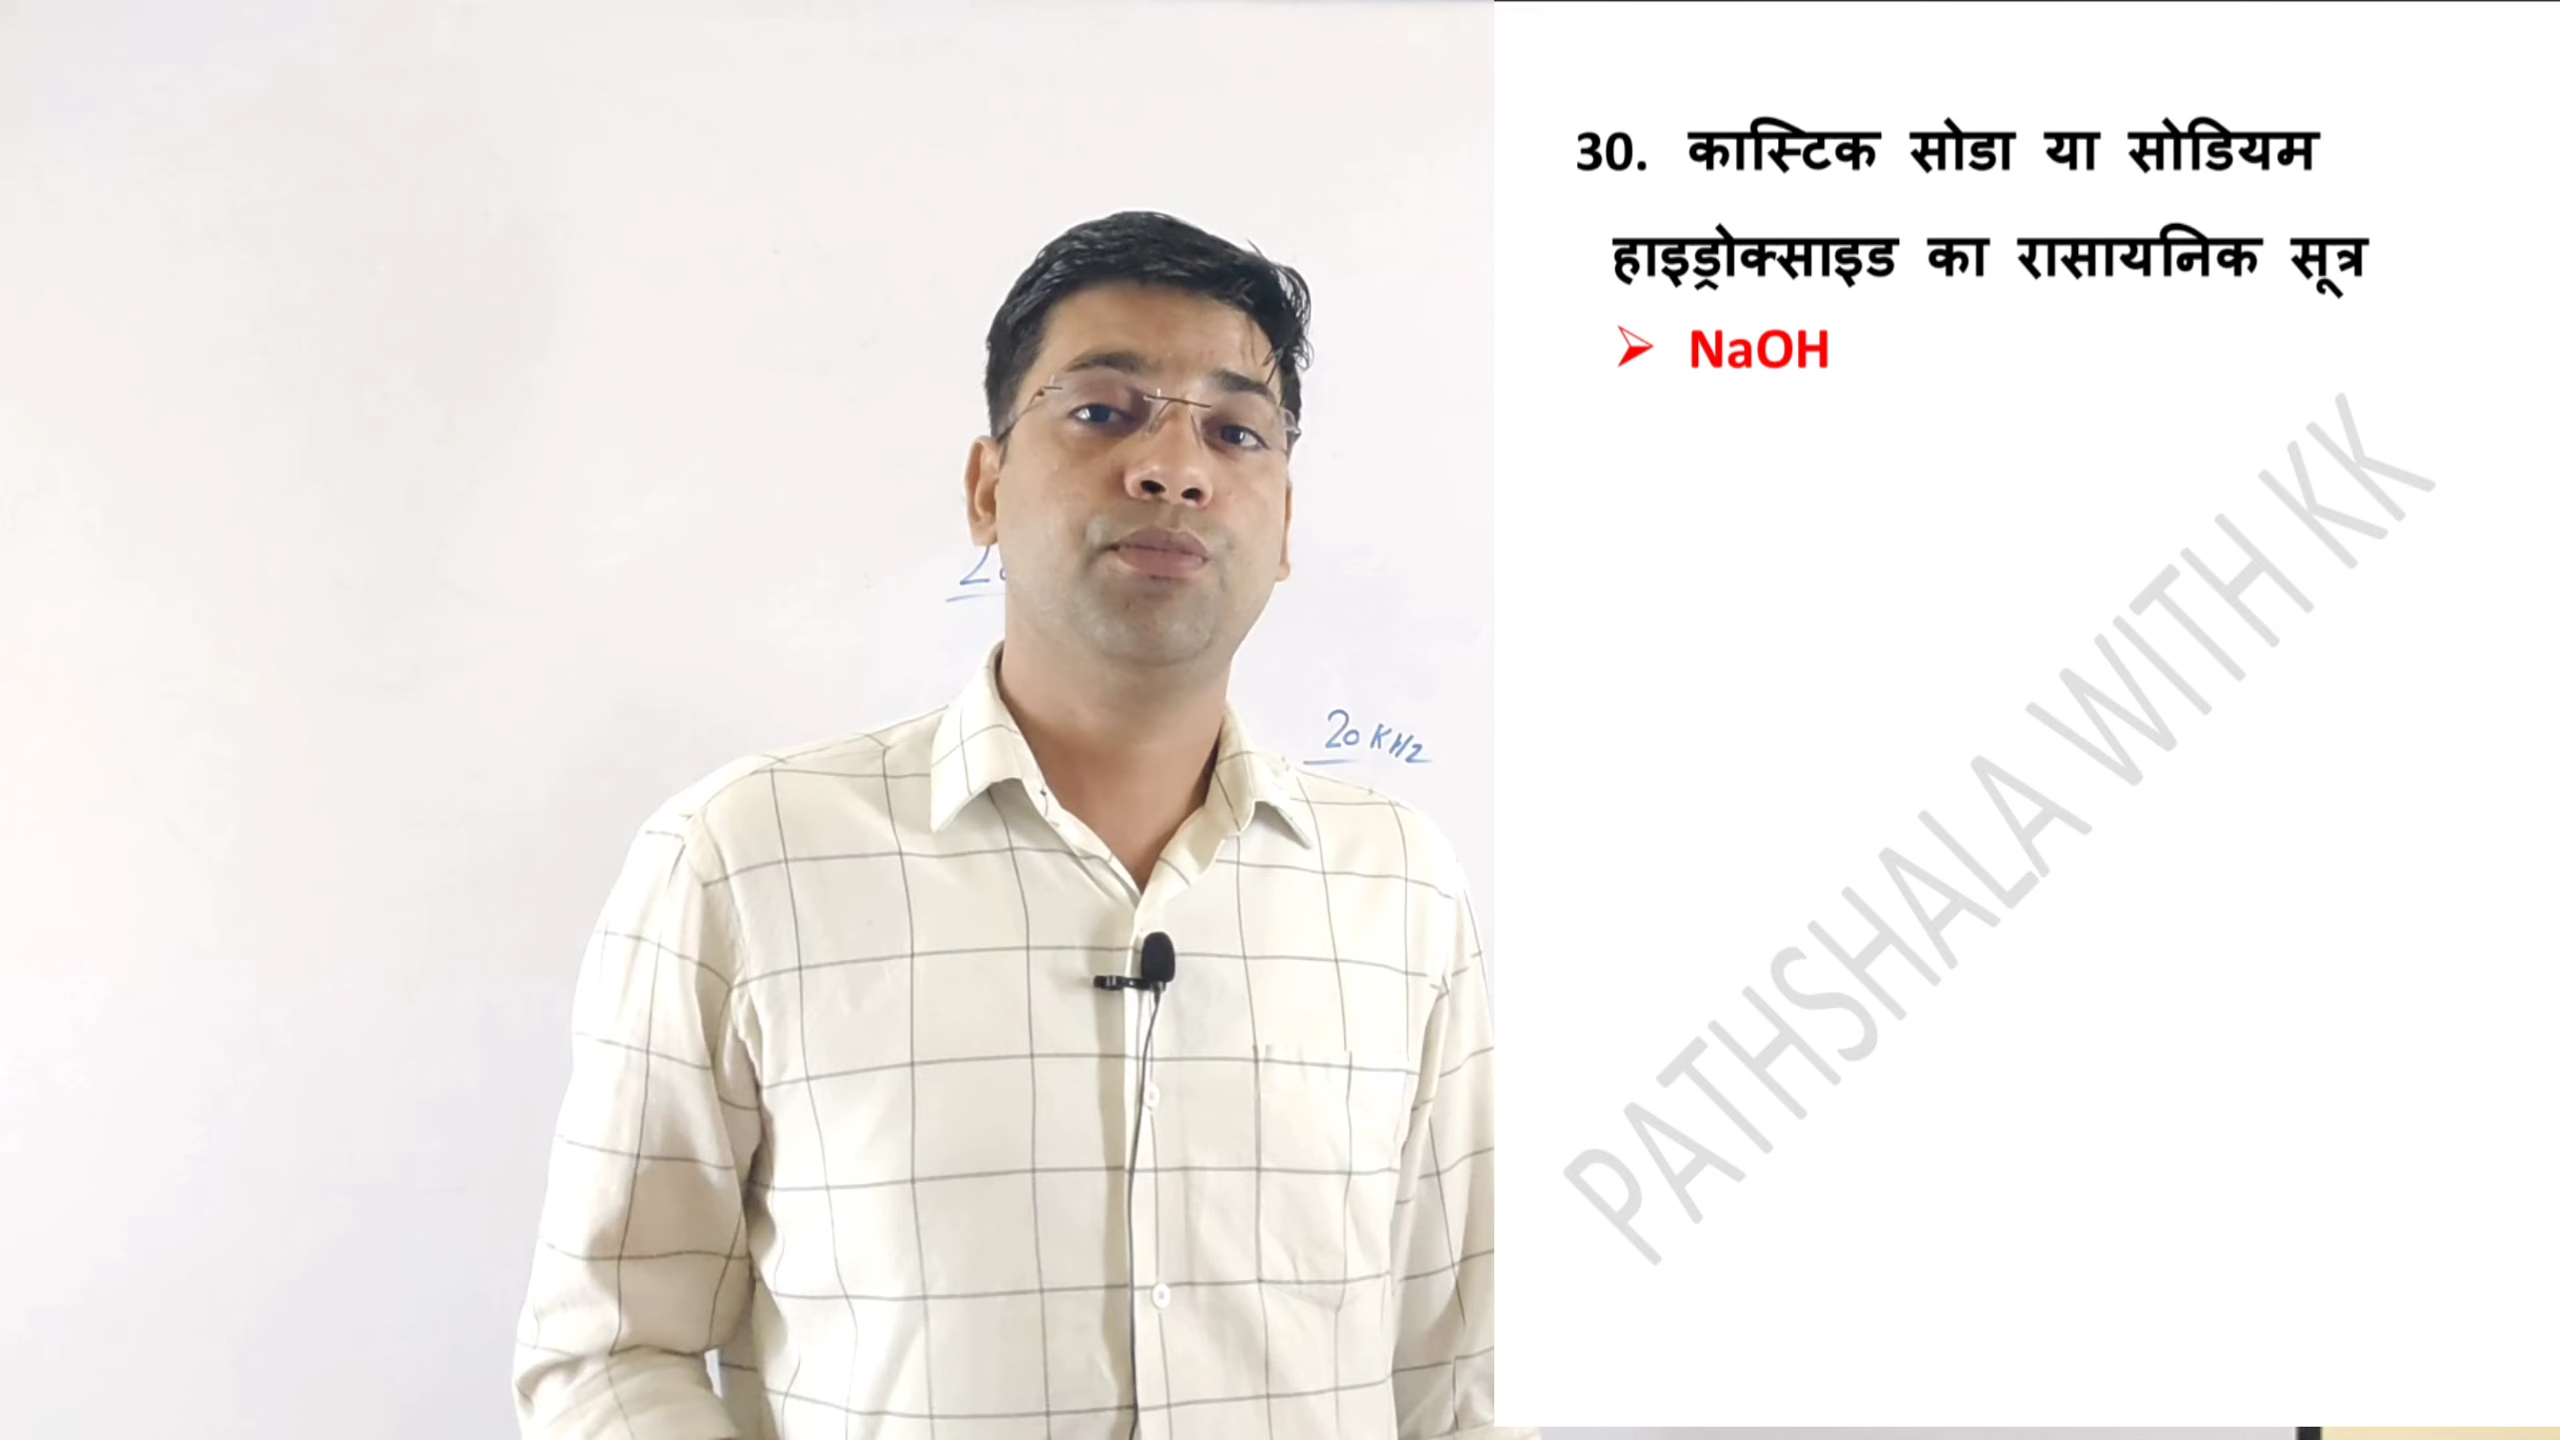 30. कास्टिक सोडा या सोडियम
हाइड्रोक्साइड का रासायनिक सूत्र
➢ NaOH
PATHSHALA WITH KK
20 KHz